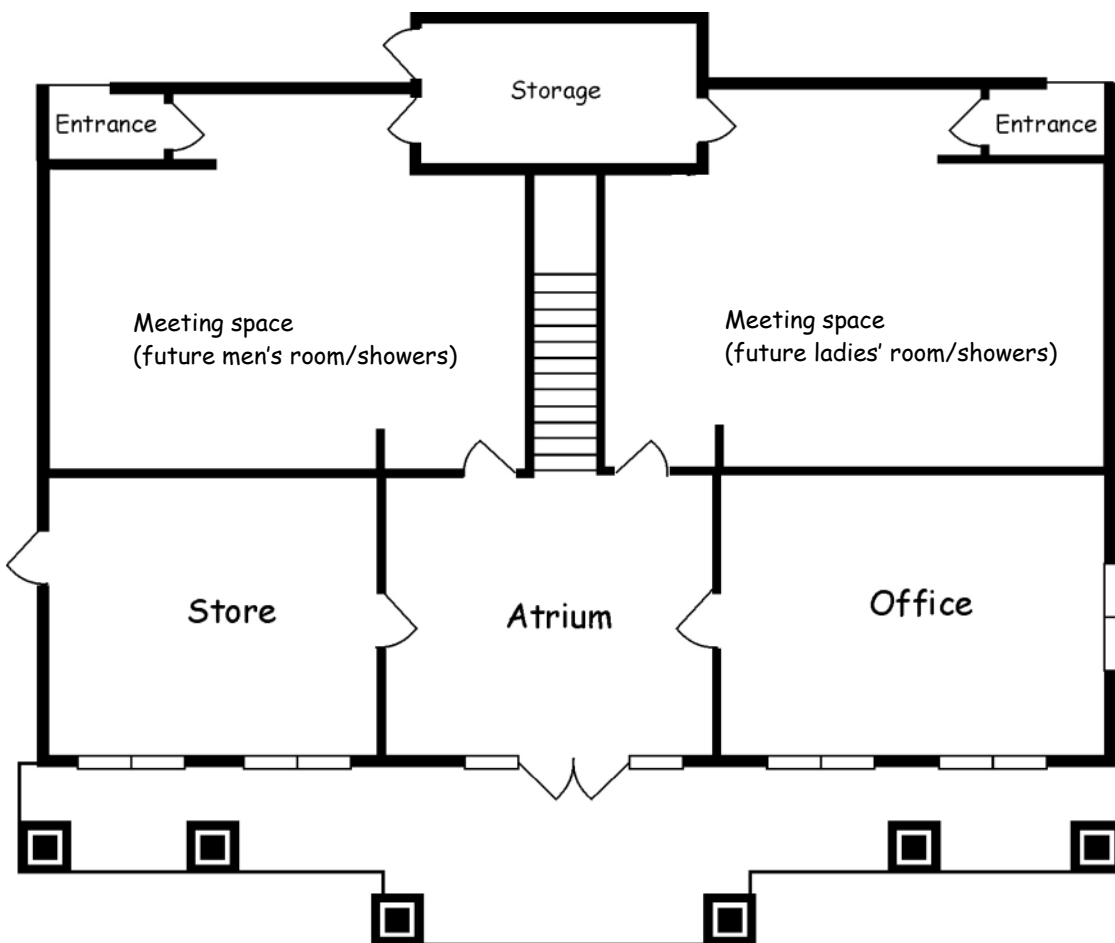 Storage
Entrance
Entrance
Meeting space
(future men's room/showers)
Meeting space
(future ladies' room/showers)
Store
Atrium
Office